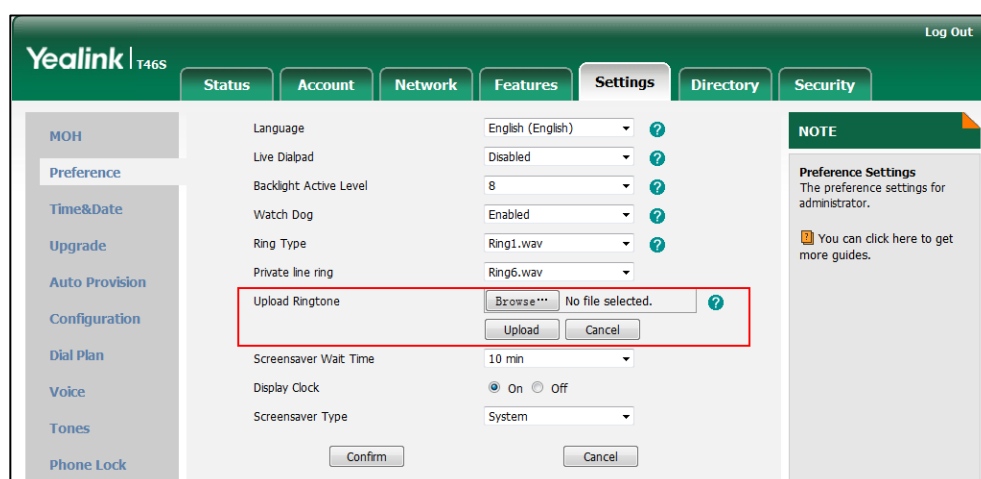 Log Out
Yealink | T46S
Status Account Network Features Settings Directory Security
MOH
Preference
Time&Date
Upgrade
Auto Provision
Configuration
Dial Plan
Voice
Tones
Phone Lock
Language English (English)
Live Dialpad Disabled
Backlight Active Level 8
Watch Dog Enabled
Ring Type Ring1.wav
Private line ring Ring6.wav
Upload Ringtone Browse… No file selected.
Upload Cancel
Screensaver Wait Time 10 min
Display Clock On Off
Screensaver Type System
Confirm Cancel
NOTE
Preference Settings
The preference settings for
administrator.
You can click here to get
more guides.